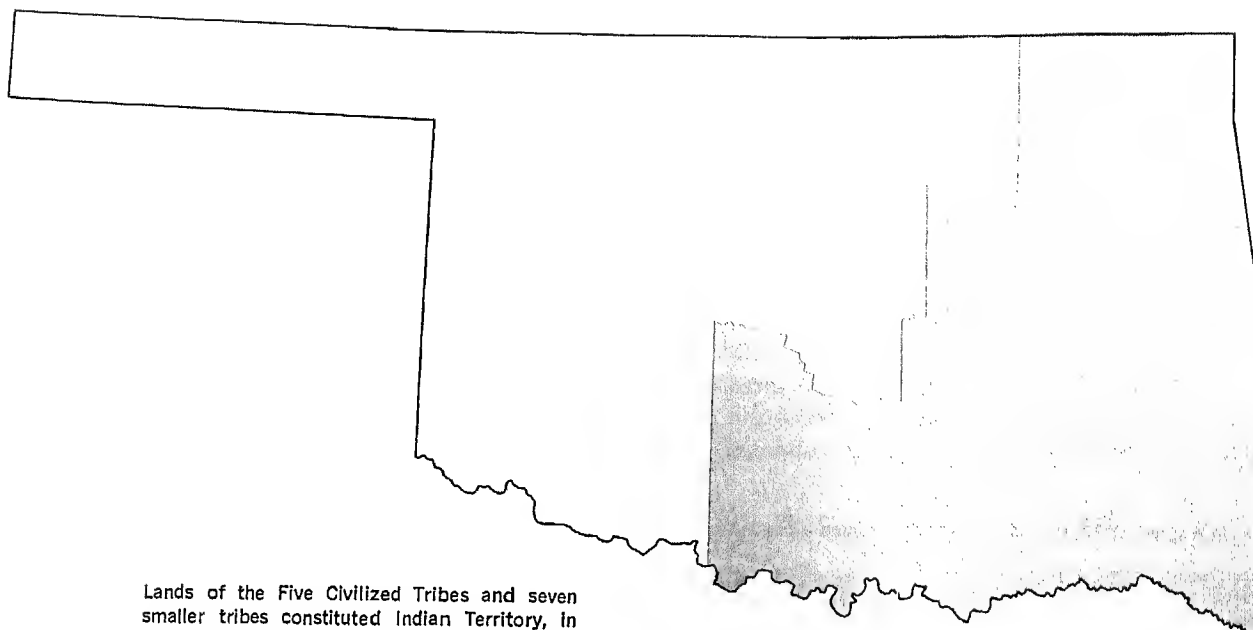 Lands of the Five Civilized Tribes and seven
smaller tribes constituted Indian Territory, in